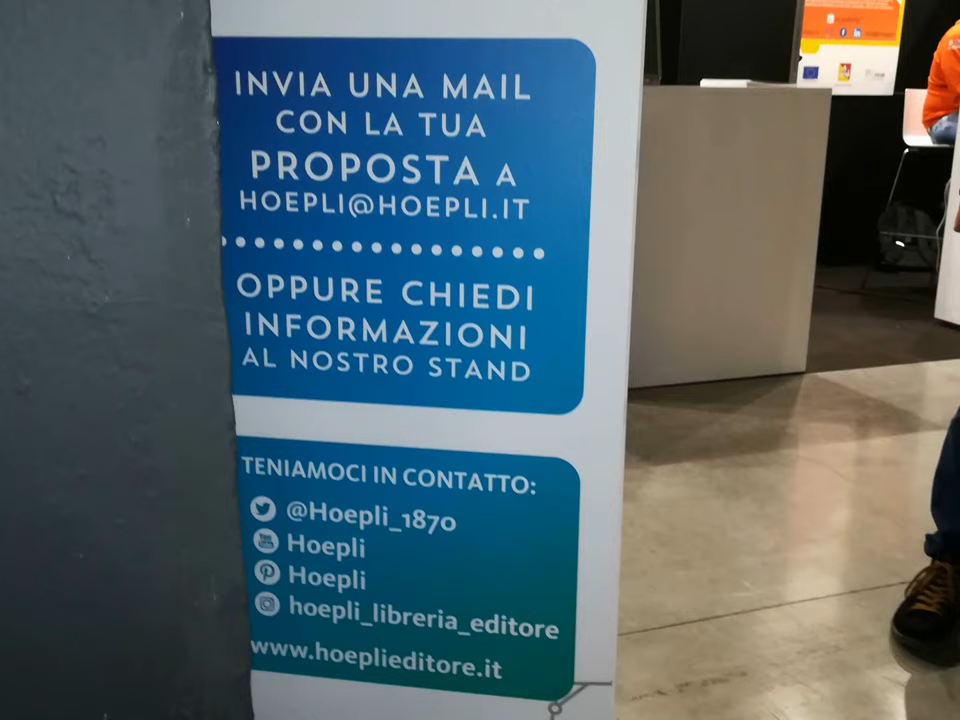 INVIA UNA MAIL
CON LA TUA
PROPOSTA A
HOEPLI@HOEPLI.IT
OPPURE CHIEDI
INFORMAZIONI
AL NOSTRO STAND
TENIAMOCI IN CONTATTO:
@Hoepli_1870
Hoepli
Hoepli
hoepli_libreria_editore
www.hoeplieditore.it